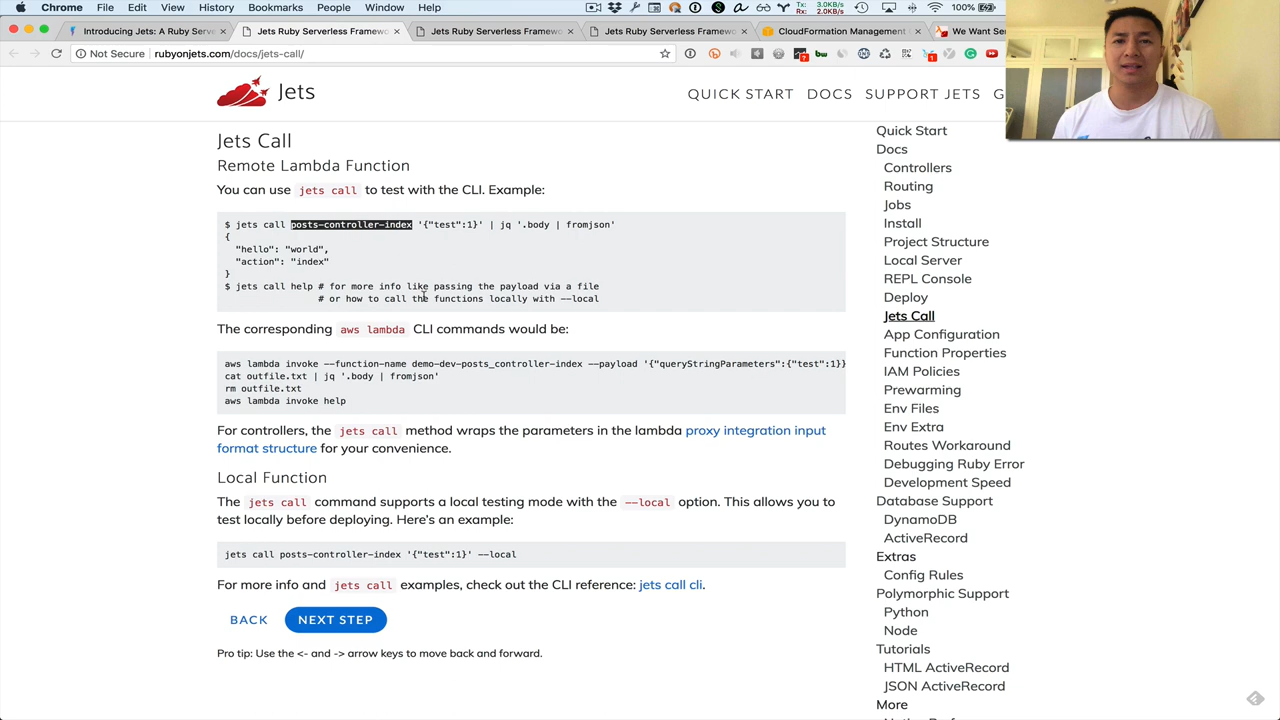 Chrome File Edit View History Bookmarks People Window Help Tx: 3.0KB/s Rx: 2.0KB/s 100%
Introducing Jets: A Ruby Serv
Jets Ruby Serverless Framew
Jets Ruby Serverless Framew
Jets Ruby Serverless Framew
CloudFormation Management
We Want Se
Not Secure rubyonjets.com/docs/jets-call/
Jets
QUICK START DOCS SUPPORT JETS G
Jets Call
Remote Lambda Function
You can use jets call to test with the CLI. Example:
$ jets call posts-controller-index '{"test":1}' | jq '.body | fromjson'
{
"hello": "world",
"action": "index"
}
$ jets call help # for more info like passing the payload via a file
# or how to call the functions locally with --local
The corresponding aws lambda CLI commands would be:
aws lambda invoke --function-name demo-dev-posts_controller-index --payload '{"queryStringParameters":{"test":1}}
cat outfile.txt | jq '.body | fromjson'
rm outfile.txt
aws lambda invoke help
For controllers, the jets call method wraps the parameters in the lambda proxy integration input
format structure for your convenience.
Local Function
The jets call command supports a local testing mode with the --local option. This allows you to
test locally before deploying. Here's an example:
jets call posts-controller-index '{"test":1}' --local
For more info and jets call examples, check out the CLI reference: jets call cli.
BACK NEXT STEP
Pro tip: Use the <- and -> arrow keys to move back and forward.
Quick Start
Docs
Controllers
Routing
Jobs
Install
Project Structure
Local Server
REPL Console
Deploy
Jets Call
App Configuration
Function Properties
IAM Policies
Prewarming
Env Files
Env Extra
Routes Workaround
Debugging Ruby Error
Development Speed
Database Support
DynamoDB
ActiveRecord
Extras
Config Rules
Polymorphic Support
Python
Node
Tutorials
HTML ActiveRecord
JSON ActiveRecord
More